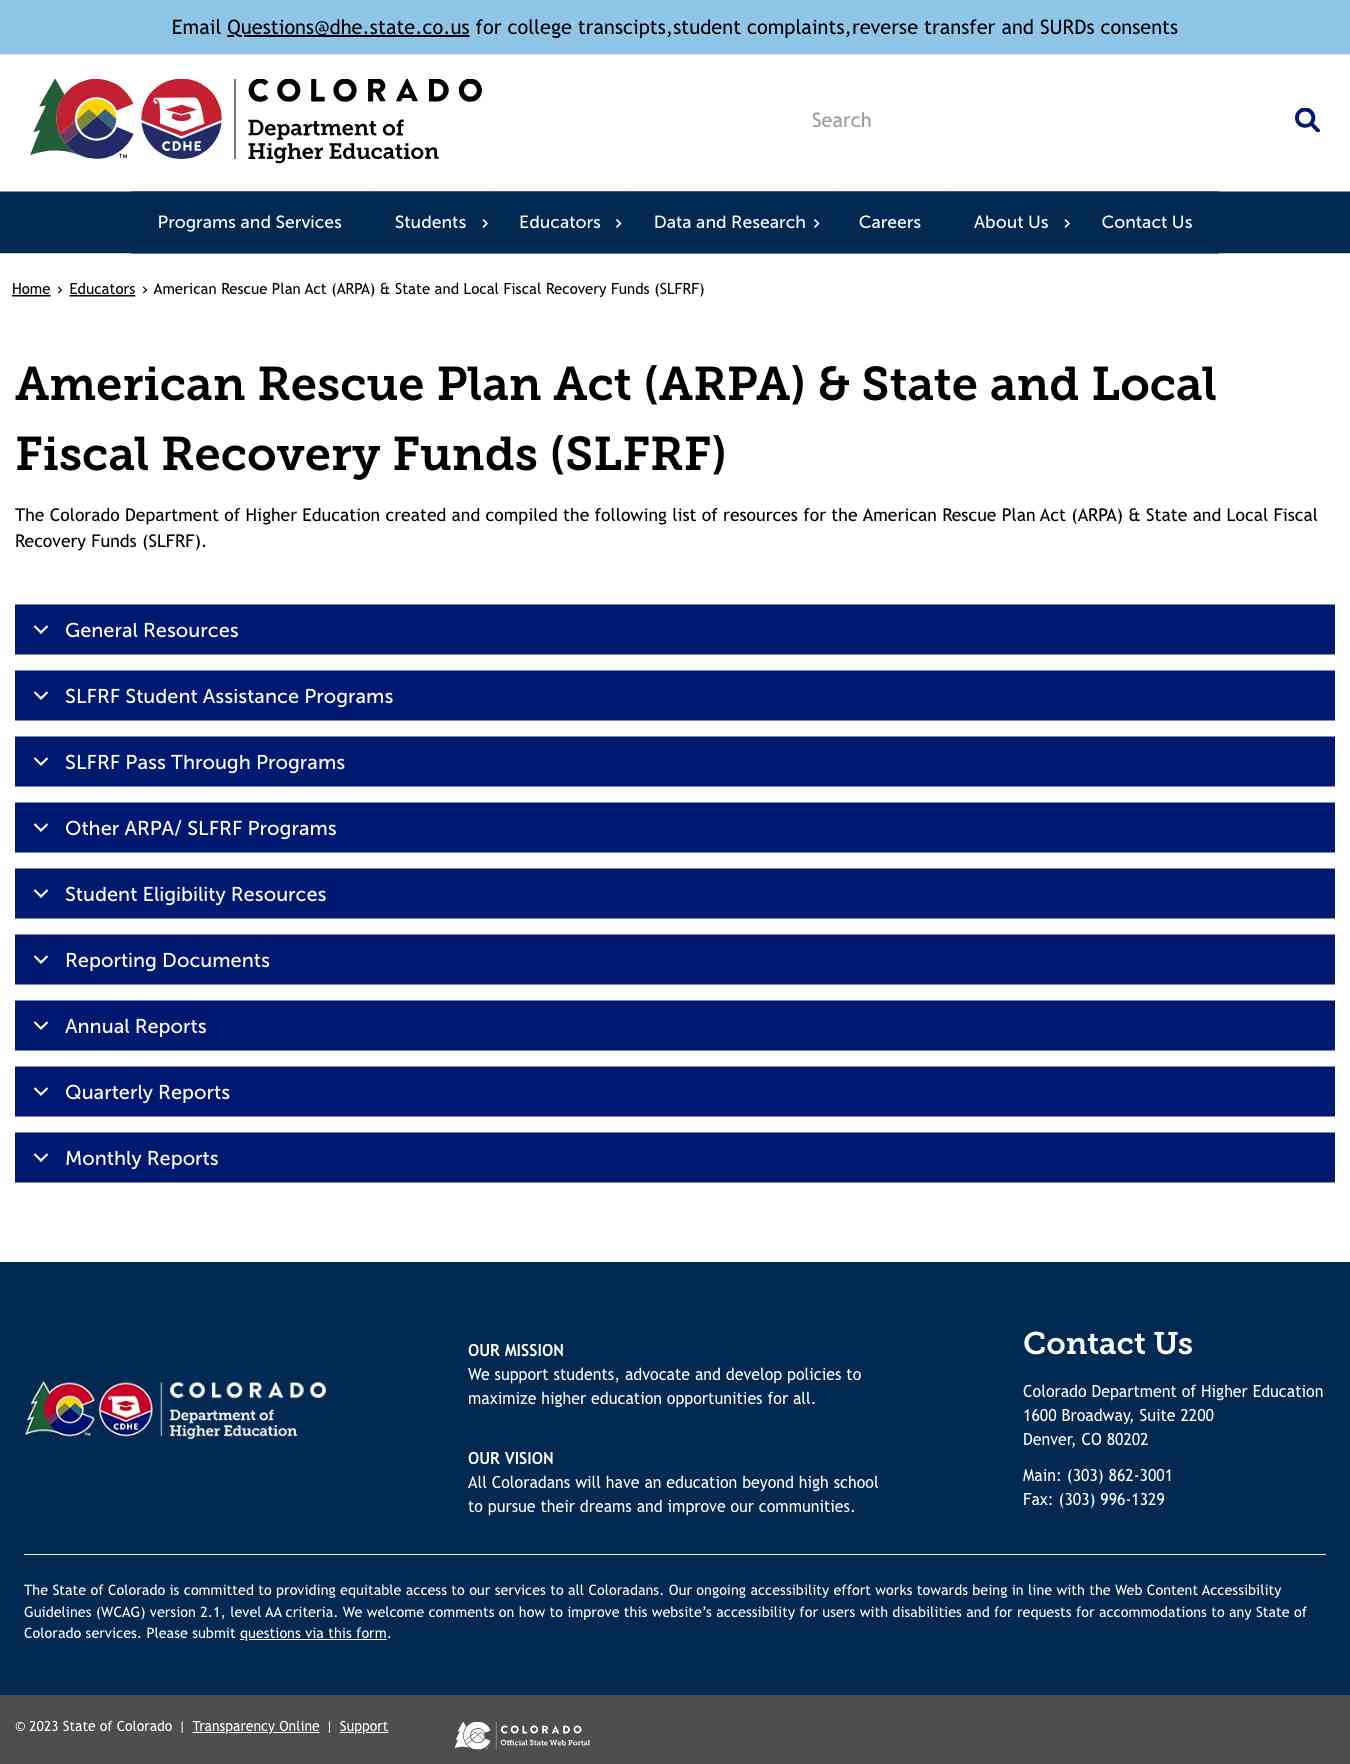 Email Questions@dhe.state.co.us for college transcipts,student complaints,reverse transfer and SURDs consents
COLORADO
Department of
Higher Education
CDHE
TM
Search
Programs and Services Students Educators Data and Research Careers About Us Contact Us
Home › Educators › American Rescue Plan Act (ARPA) & State and Local Fiscal Recovery Funds (SLFRF)
American Rescue Plan Act (ARPA) & State and Local
Fiscal Recovery Funds (SLFRF)
The Colorado Department of Higher Education created and compiled the following list of resources for the American Rescue Plan Act (ARPA) & State and Local Fiscal
Recovery Funds (SLFRF).
General Resources
SLFRF Student Assistance Programs
SLFRF Pass Through Programs
Other ARPA/ SLFRF Programs
Student Eligibility Resources
Reporting Documents
Annual Reports
Quarterly Reports
Monthly Reports
COLORADO
Department of
Higher Education
CDHE
OUR MISSION
We support students, advocate and develop policies to
maximize higher education opportunities for all.
OUR VISION
All Coloradans will have an education beyond high school
to pursue their dreams and improve our communities.
Contact Us
Colorado Department of Higher Education
1600 Broadway, Suite 2200
Denver, CO 80202
Main: (303) 862-3001
Fax: (303) 996-1329
The State of Colorado is committed to providing equitable access to our services to all Coloradans. Our ongoing accessibility effort works towards being in line with the Web Content Accessibility
Guidelines (WCAG) version 2.1, level AA criteria. We welcome comments on how to improve this website’s accessibility for users with disabilities and for requests for accommodations to any State of
Colorado services. Please submit questions via this form.
© 2023 State of Colorado | Transparency Online | Support
COLORADO
Official State Web Portal